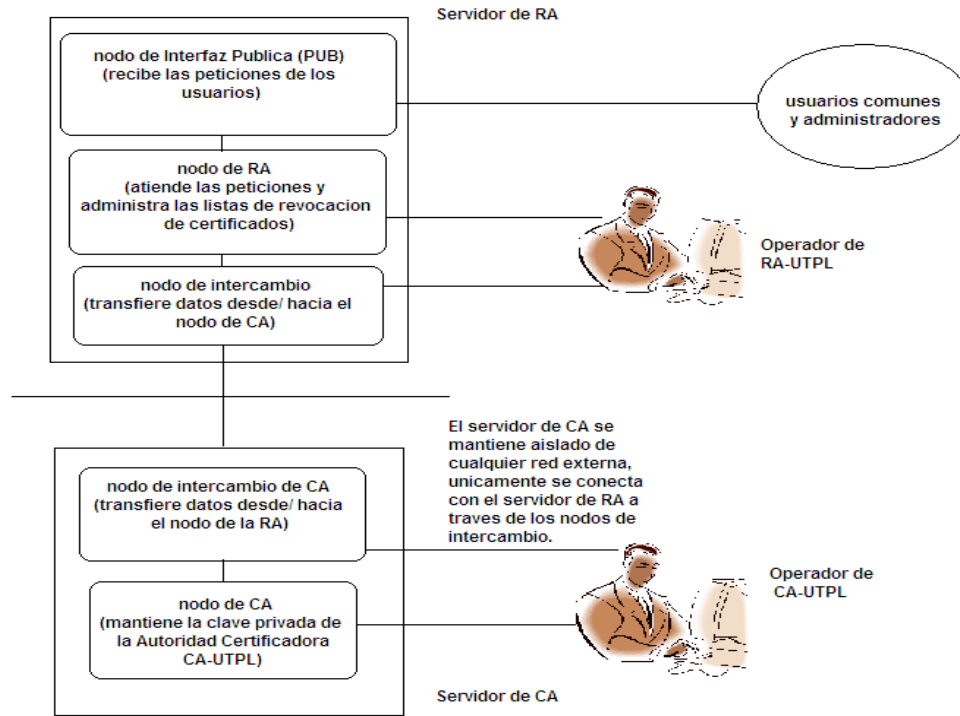 Servidor de RA
nodo de Interfaz Publica (PUB)
(recibe las peticiones de los
usuarios)
usuarios comunes
y administradores
nodo de RA
(atiende las peticiones y
administra las listas de revocacion
de certificados)
Operador de
RA-UTPL
nodo de intercambio
(transfiere datos desde/ hacia el
nodo de CA)
El servidor de CA se
mantiene aislado de
cualquier red externa,
unicamente se conecta
con el servidor de RA a
traves de los nodos de
intercambio.
nodo de intercambio de CA
(transfiere datos desde/ hacia
el nodo de la RA)
Operador de
CA-UTPL
nodo de CA
(mantiene la clave privada de
la Autoridad Certificadora
CA-UTPL)
Servidor de CA